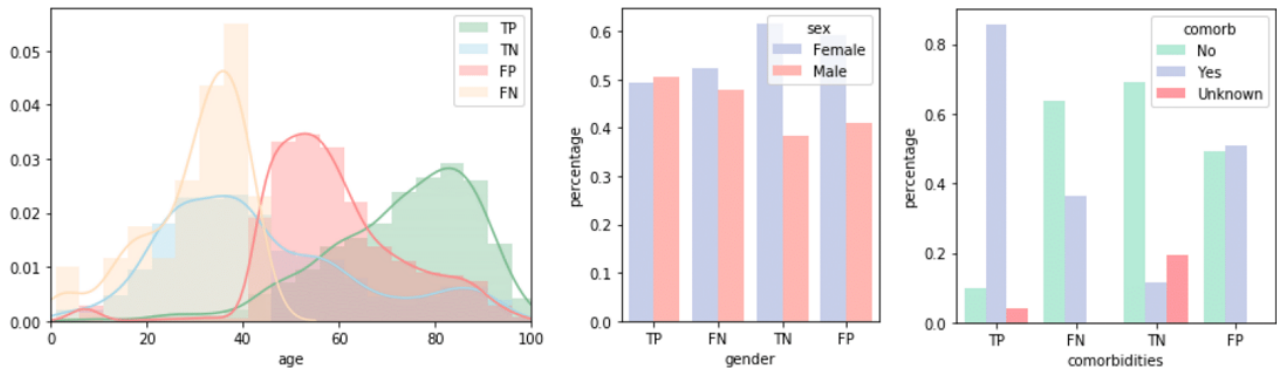 0.05
0.04
0.03
0.02
0.01
0.00
0 20 40 60 80 100
age
TP
TN
FP
FN
percentage
0.6
0.5
0.4
0.3
0.2
0.1
0.0
TP FN TN FP
gender
sex
Female
Male
percentage
0.8
0.6
0.4
0.2
0.0
TP FN TN FP
comorbidities
comorb
No
Yes
Unknown